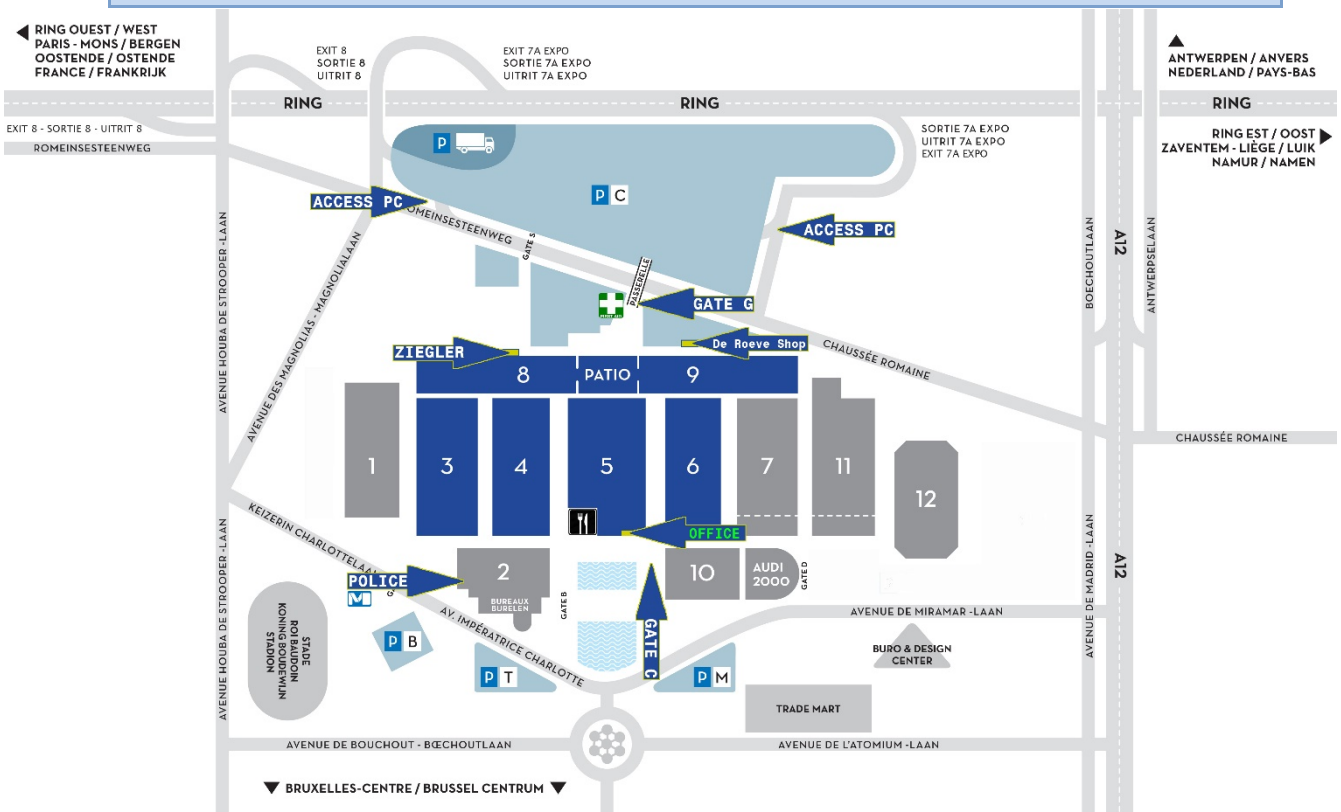 RING OUEST / WEST
PARIS - MONS / BERGEN
OOSTENDE / OSTENDE
FRANCE / FRANKRIJK
EXIT 8
SORTIE 8
UITRIT 8
EXIT 7A EXPO
SORTIE 7A EXPO
UITRIT 7A EXPO
ANTWERPEN / ANVERS
NEDERLAND / PAYS-BAS
RING
RING
RING
EXIT 8 - SORTIE 8 - UITRIT 8
ROMEINSESTEENWEG
SORTIE 7A EXPO
UITRIT 7A EXPO
EXIT 7A EXPO
RING EST / OOST
ZAVENTEM - LIÈGE / LUIK
NAMUR / NAMEN
P
P C
ACCESS PC
ROMEINSESTEENWEG
GATE S
ACCESS PC
PASSERELLE
GATE G
AVENUE HOUBA DE STROOPER -LAAN
AVENUE DES MAGNOLIAS - MAGNOLIALAAN
BOECHOUTLAAN
A12
ANTWERPSELAAN
ZIEGLER
De Roeve Shop
CHAUSSÉE ROMAINE
8
PATIO
9
CHAUSSÉE ROMAINE
1
3
4
5
6
7
11
12
OFFICE
KEIZERIN CHARLOTTELAAN
POLICE
M
2
BUREAUX
BURELEN
GATE B
10
AUDI
2000
GATE D
GATE C
AVENUE HOUBA DE STROOPER -LAAN
STADE
ROI BAUDOIN
KONING BOUDEWIJN
STADION
P B
AV. IMPÉRATRICE CHARLOTTE
P T
P M
AVENUE DE MIRAMAR -LAAN
BURO & DESIGN
CENTER
AVENUE DE MADRID -LAAN
A12
TRADE MART
AVENUE DE BOUCHOUT - BŒCHOUTLAAN
AVENUE DE L'ATOMIUM -LAAN
BRUXELLES-CENTRE / BRUSSEL CENTRUM